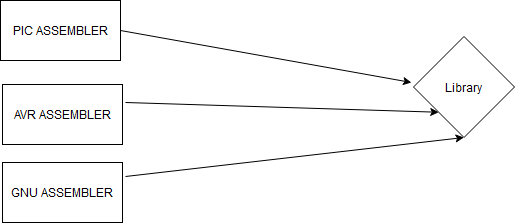 PIC ASSEMBLER
Library
AVR ASSEMBLER
GNU ASSEMBLER